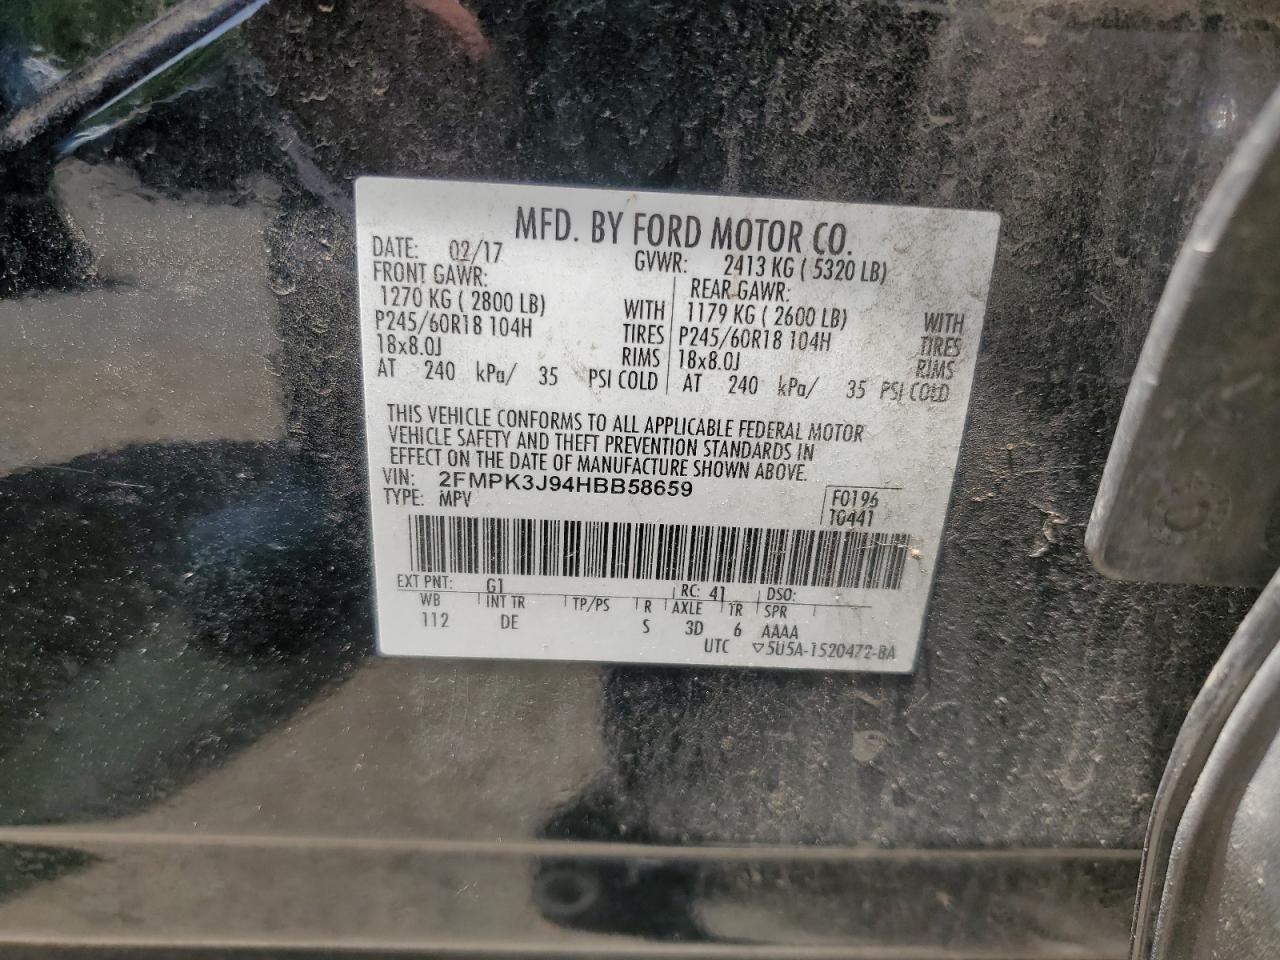 MFD. BY FORD MOTOR CO.
DATE: 02/17 GVWR: 2413 KG ( 5320 LB)
FRONT GAWR: REAR GAWR:
1270 KG ( 2800 LB) WITH 1179 KG ( 2600 LB) WITH
P245/60R18 104H TIRES P245/60R18 104H TIRES
18x8.0J RIMS 18x8.0J RIMS
AT 240 kPa/ 35 PSI COLD AT 240 kPa/ 35 PSI COLD
THIS VEHICLE CONFORMS TO ALL APPLICABLE FEDERAL MOTOR
VEHICLE SAFETY AND THEFT PREVENTION STANDARDS IN
EFFECT ON THE DATE OF MANUFACTURE SHOWN ABOVE.
VIN: 2FMPK3J94HBB58659
TYPE: MPV
F0196
T0441
EXT PNT: G1 RC: 41 DSO:
WB INT TR TP/PS R AXLE TR SPR
112 DE S 3D 6 AAAA
UTC ▽5U5A-1520472-BA